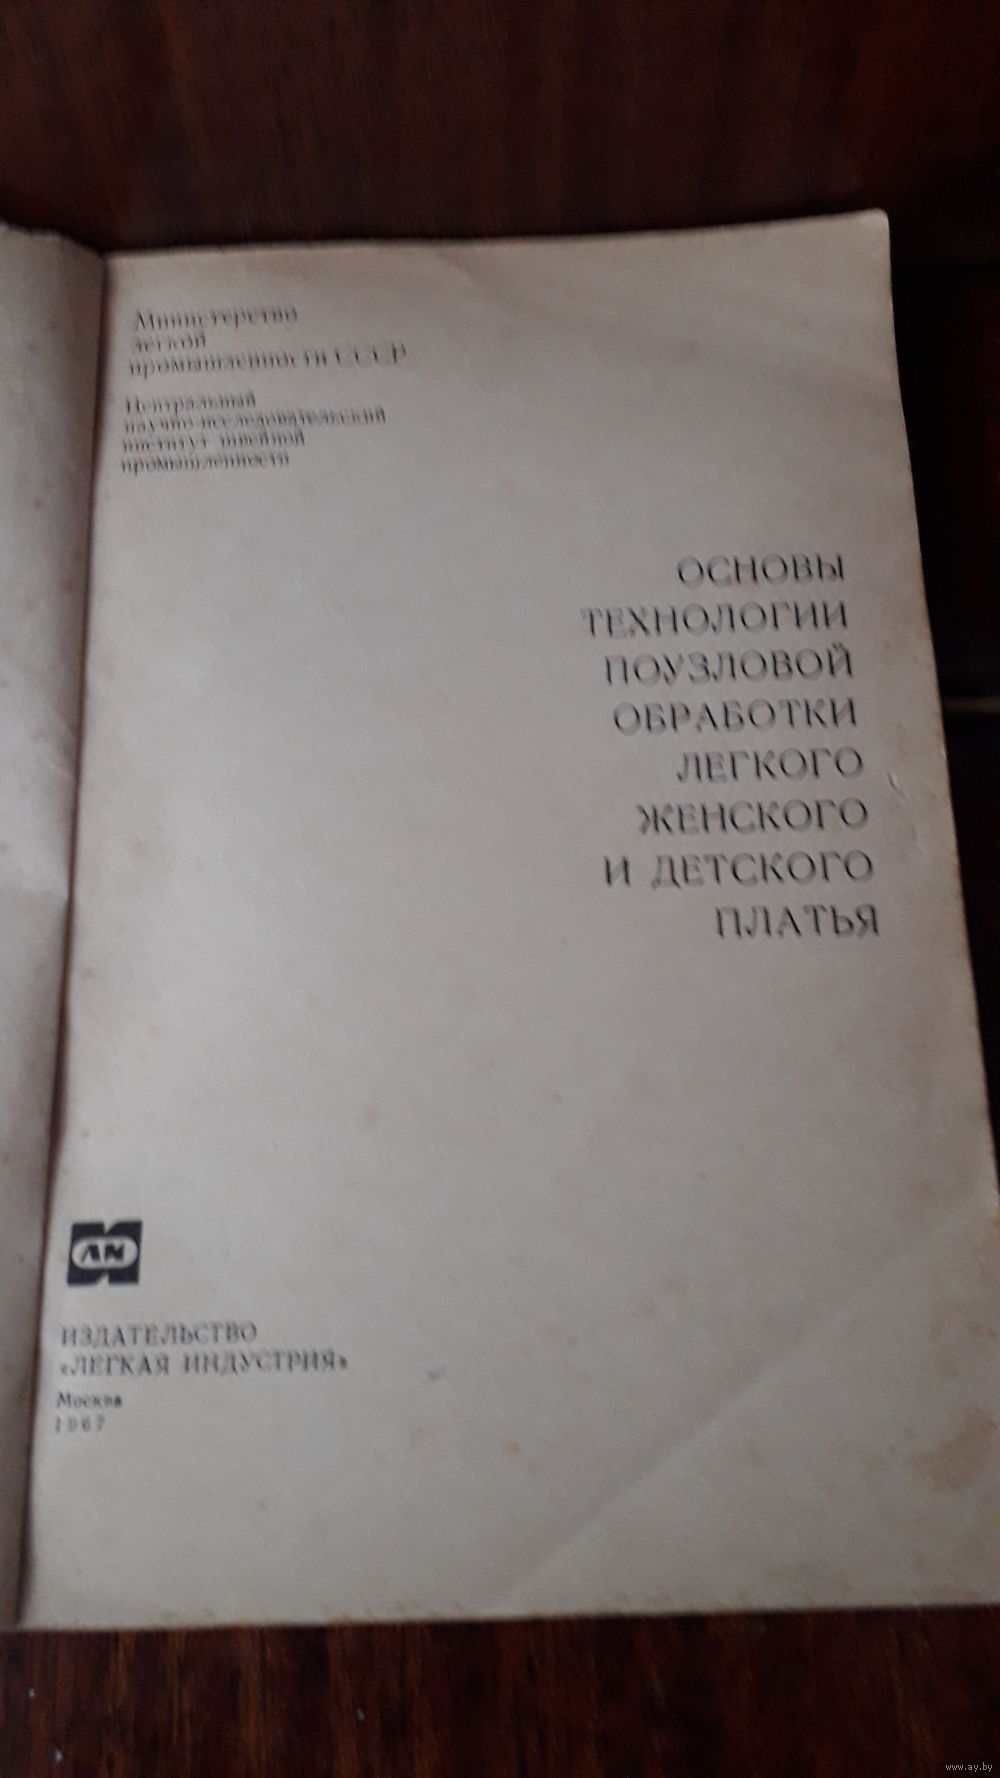 Министерство
легкой
промышленности СССР
Центральный
научно-исследовательский
институт швейной
промышленности
ОСНОВЫ
ТЕХНОЛОГИИ
ПОУЗЛОВОЙ
ОБРАБОТКИ
ЛЕГКОГО
ЖЕНСКОГО
И ДЕТСКОГО
ПЛАТЬЯ
ИЗДАТЕЛЬСТВО
«ЛЕГКАЯ ИНДУСТРИЯ»
Москва
1967
www.ay.by